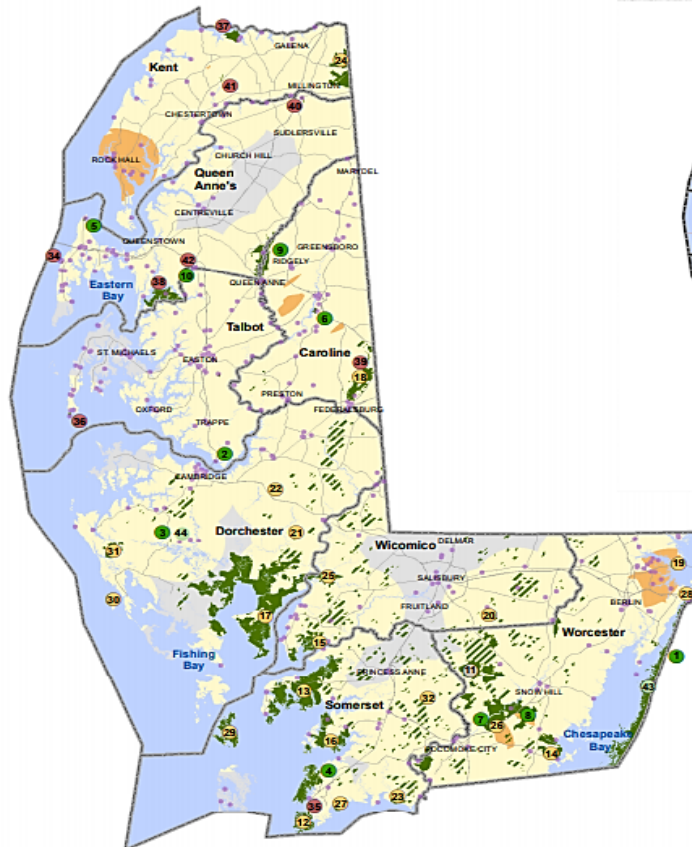 37
GALENA
24
Kent
41
MILLINGTON
40
CHESTERTOWN
SUDLERSVILLE
ROCK HALL
CHURCH HILL
MARYDEL
Queen
Anne's
CENTREVILLE
5
QUEENSTOWN
GREENSBORO
9
34
42
RIDGELY
10
38
QUEEN ANNE
Eastern
Bay
6
Talbot
ST. MICHAELS
EASTON
Caroline
39
18
PRESTON
OXFORD
FEDERALSBURG
36
TRAPPE
2
CAMBRIDGE
22
3
44
Dorchester
21
Wicomico
DELMAR
31
19
SALISBURY
25
28
30
FRUITLAND
BERLIN
17
20
Worcester
15
Fishing
Bay
1
PRINCESS ANNE
11
43
13
SNOW HILL
32
Somerset
8
7
26
29
16
Chesapeake
Bay
POCOMOKE CITY
14
4
23
27
35
12